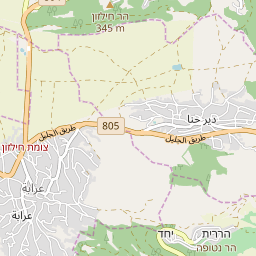 הר חילזון
345 m
דיר חנא
طريق الجليل
805
طريق الجليل
צומת חילזון
عرابة
עראבה
יחד
הררית
הר נטופה